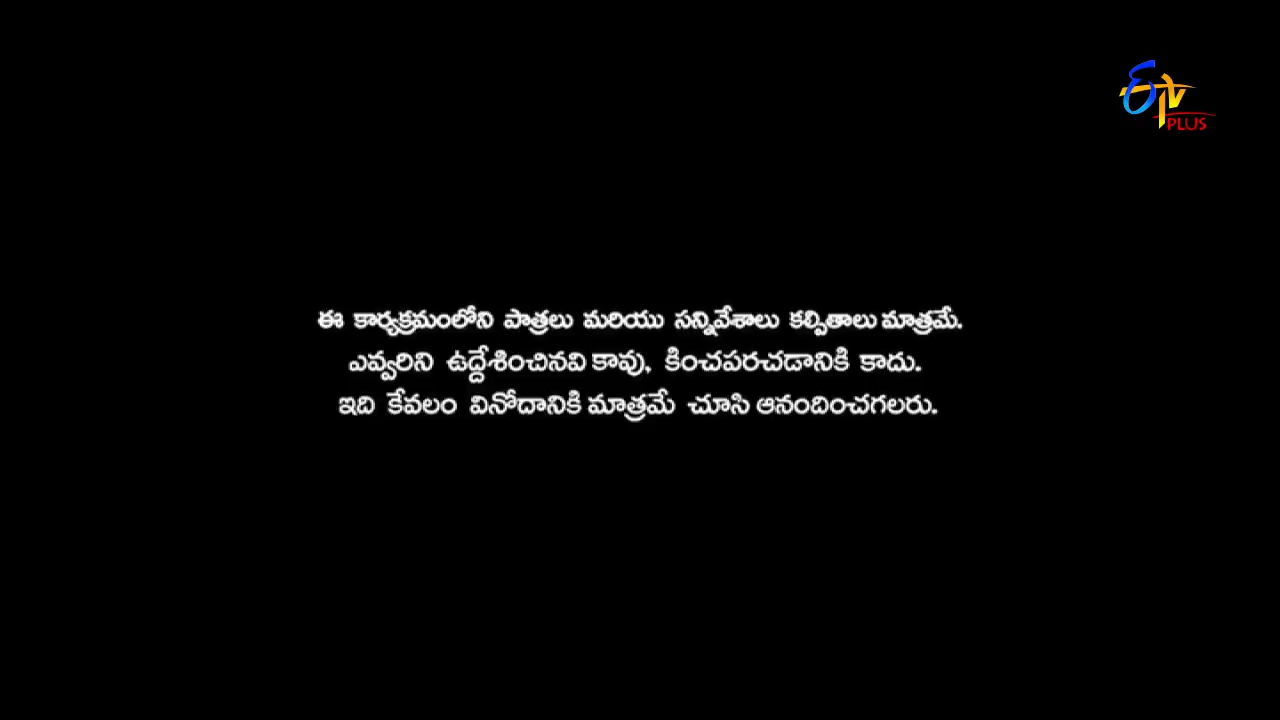 ETV
PLUS
ఈ కార్యక్రమంలోని పాత్రలు మరియు సన్నివేశాలు కల్పితాలు మాత్రమే.
ఎవ్వరిని ఉద్దేశించినవి కావు, కించపరచడానికి కాదు.
ఇది కేవలం వినోదానికి మాత్రమే చూసి ఆనందించగలరు.